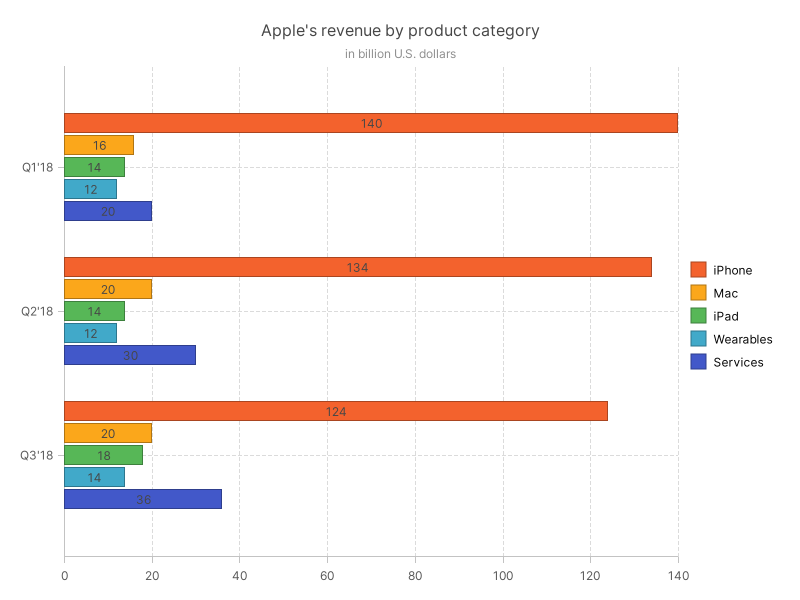 Apple's revenue by product category
in billion U.S. dollars
140
16
Q1'18
14
12
20
134
20
Q2'18
14
12
30
124
20
Q3'18
18
14
36
iPhone
Mac
iPad
Wearables
Services
0 20 40 60 80 100 120 140